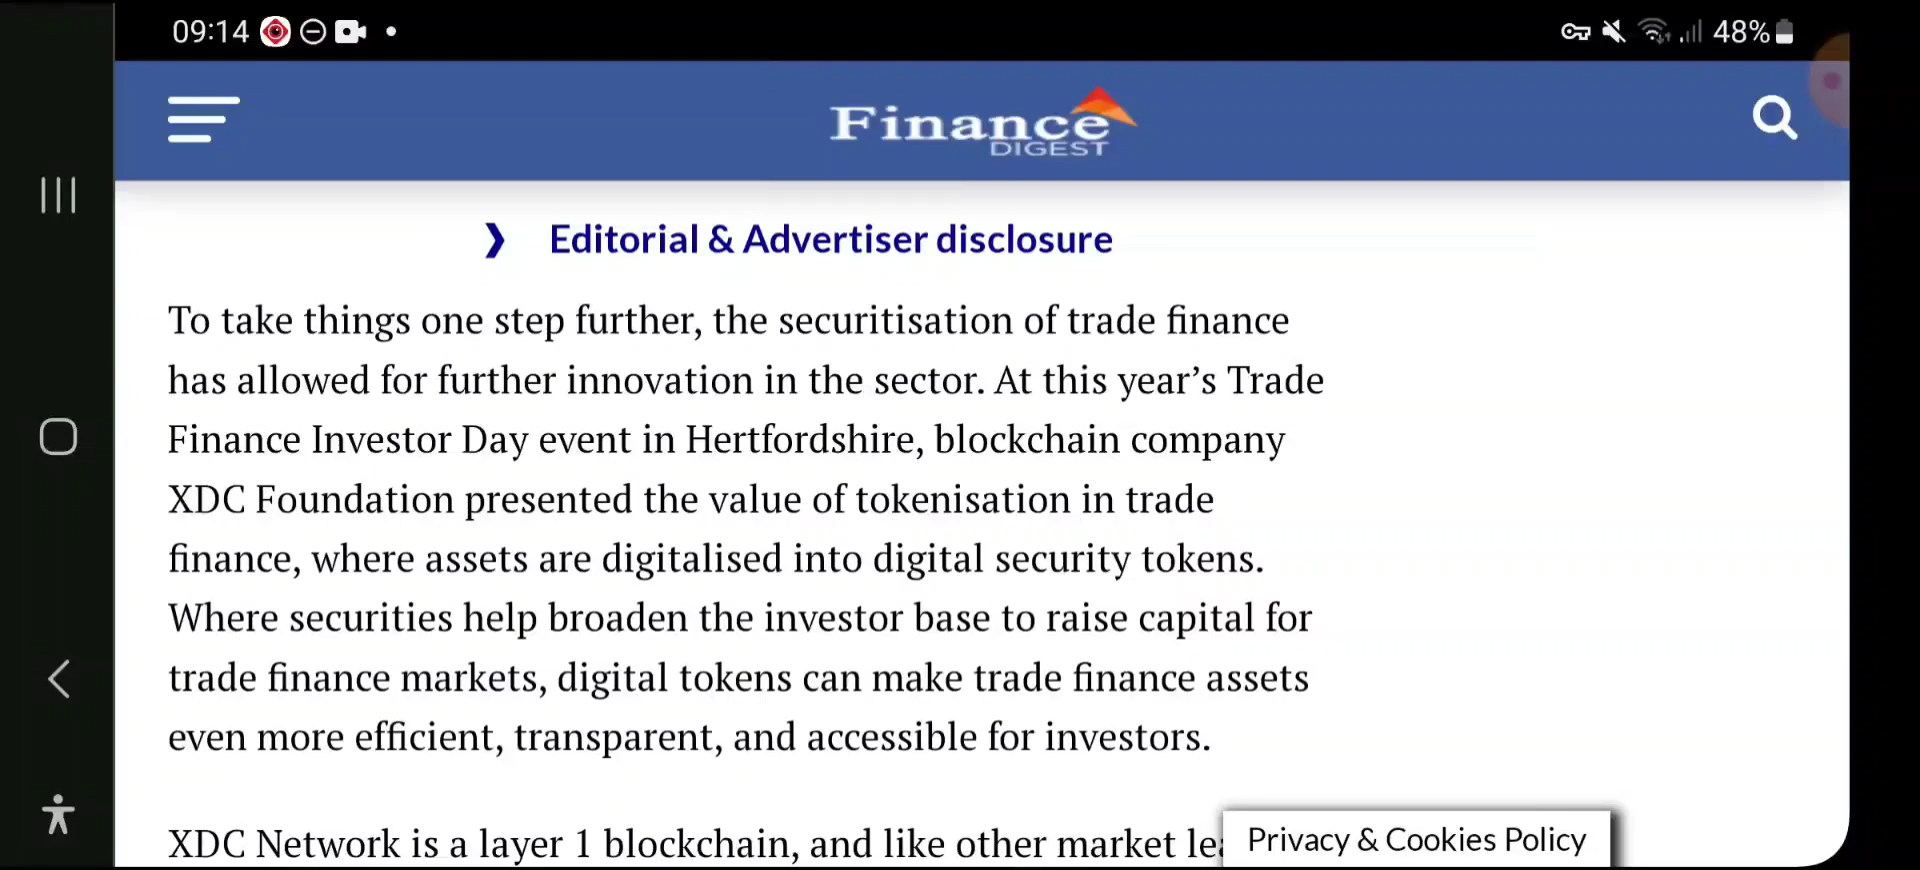 09:14
48%
Finance
DIGEST
Editorial & Advertiser disclosure
To take things one step further, the securitisation of trade finance
has allowed for further innovation in the sector. At this year’s Trade
Finance Investor Day event in Hertfordshire, blockchain company
XDC Foundation presented the value of tokenisation in trade
finance, where assets are digitalised into digital security tokens.
Where securities help broaden the investor base to raise capital for
trade finance markets, digital tokens can make trade finance assets
even more efficient, transparent, and accessible for investors.
XDC Network is a layer 1 blockchain, and like other market
Privacy & Cookies Policy